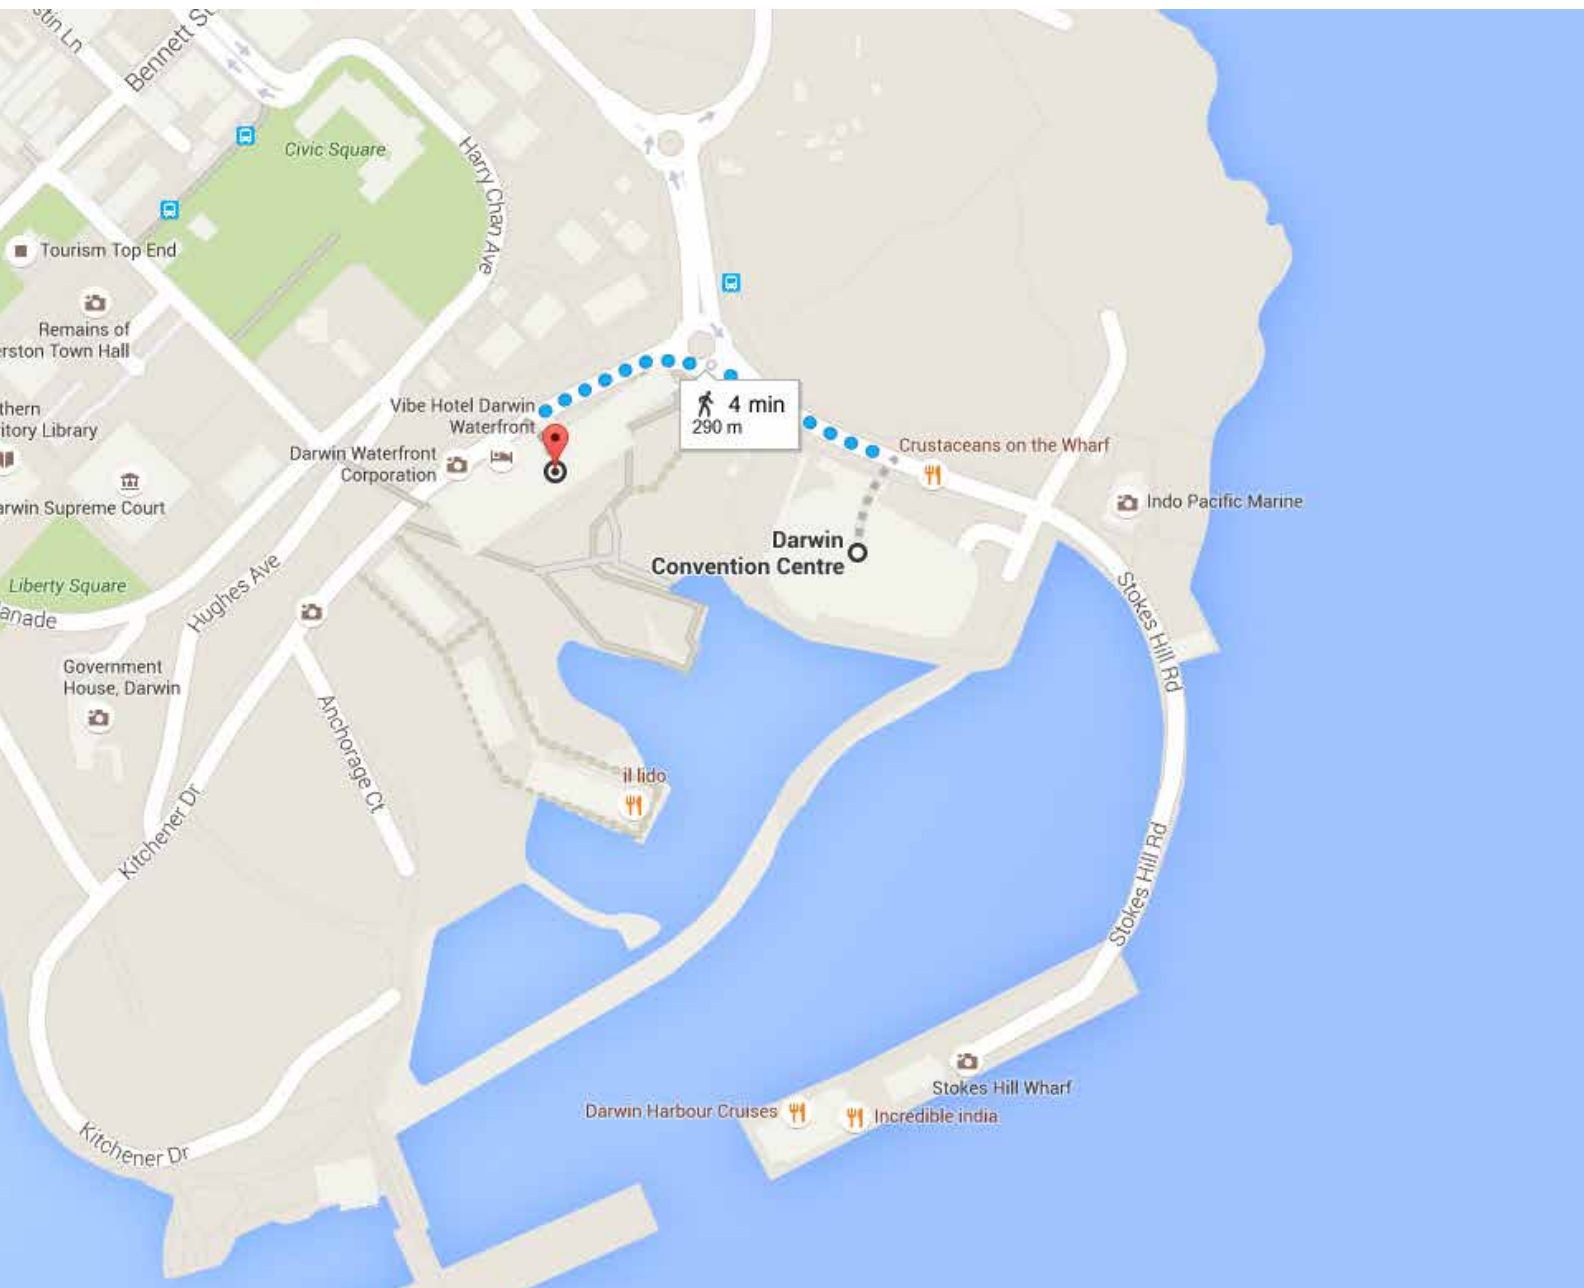 stin Ln
Bennett St
Civic Square
Harry Chan Ave
Tourism Top End
Remains of
erston Town Hall
thern
itory Library
Vibe Hotel Darwin
Waterfront
4 min
290 m
Darwin Waterfront
Corporation
Crustaceans on the Wharf
Indo Pacific Marine
arwin Supreme Court
Darwin
Convention Centre
Liberty Square
anade
Hughes Ave
Stokes Hill Rd
Government
House, Darwin
Anchorage Ct
il lido
Kitchener Dr
Stokes Hill Rd
Stokes Hill Wharf
Darwin Harbour Cruises
Incredible india
Kitchener Dr